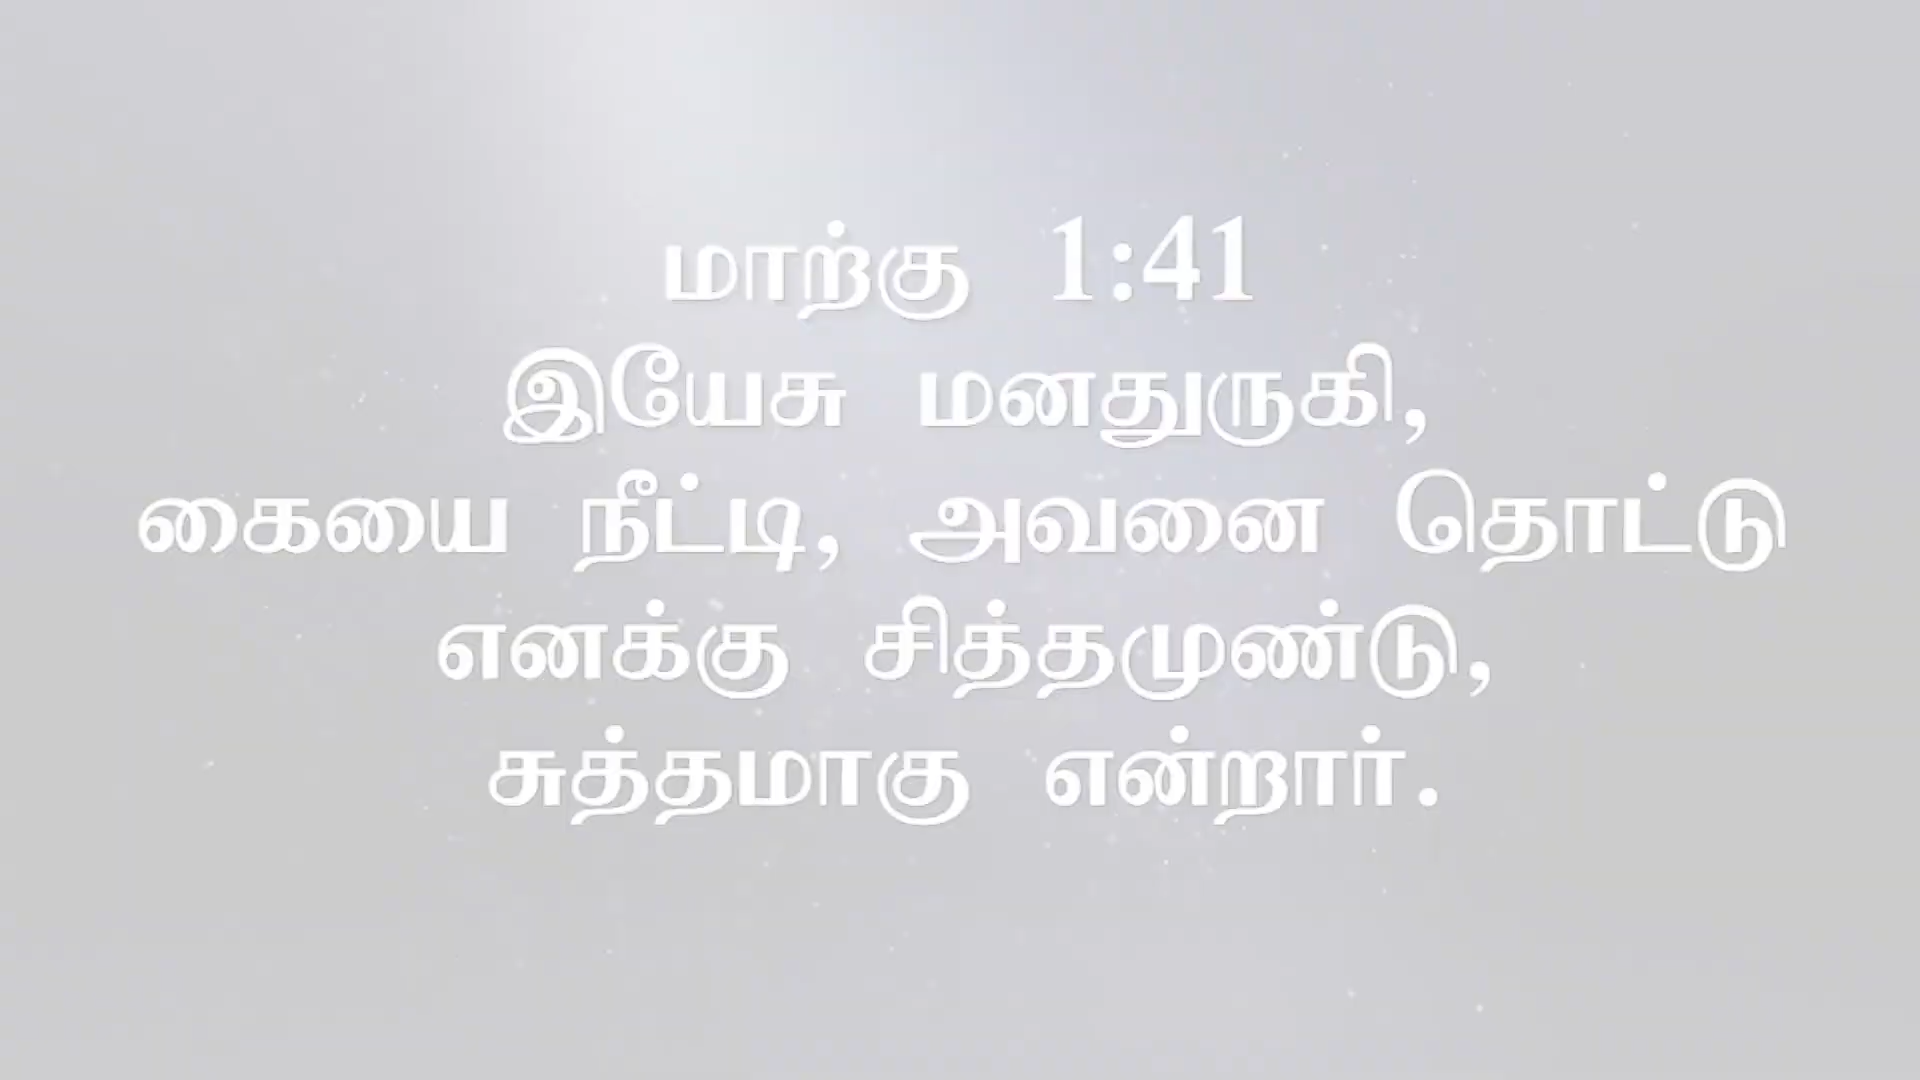 மாற்கு 1:41
இயேசு மனதுருகி,
கையை நீட்டி, அவனை தொட்டு
எனக்கு சித்தமுண்டு,
சுத்தமாகு என்றார்.